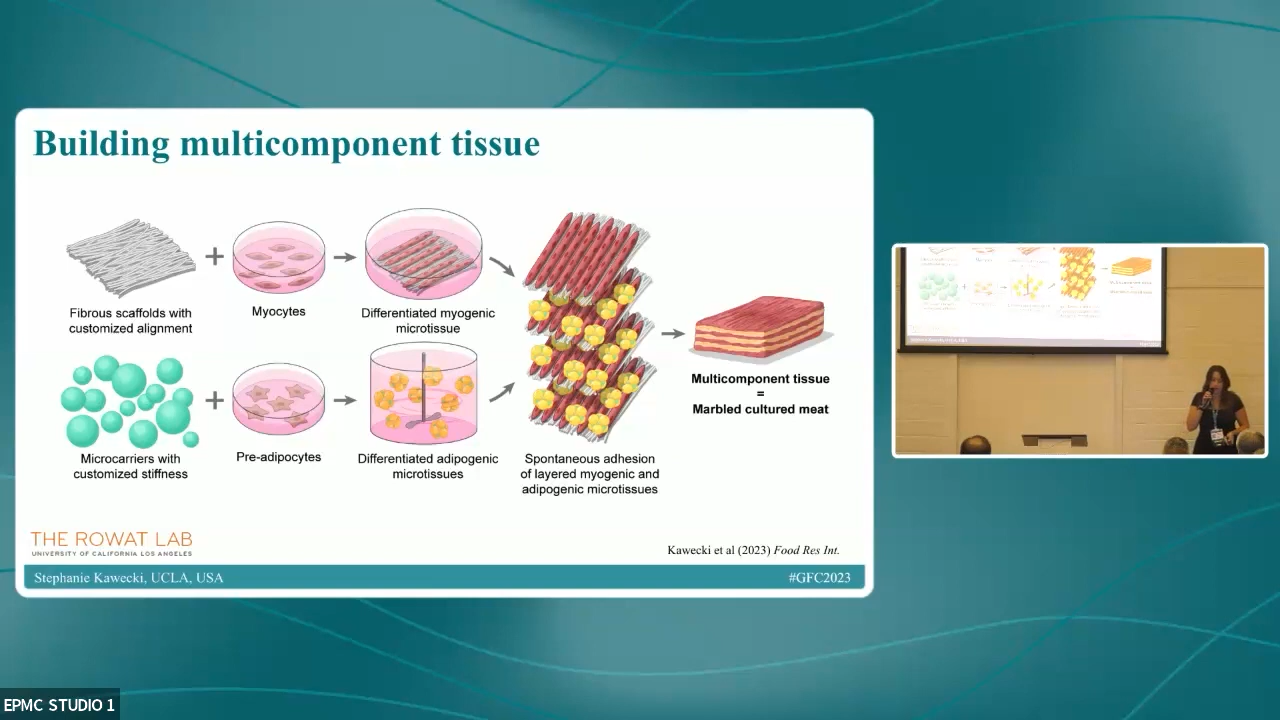 Building multicomponent tissue
Fibrous scaffolds with
customized alignment
Myocytes
Differentiated myogenic
microtissue
Microcarriers with
customized stiffness
Pre-adipocytes
Differentiated adipogenic
microtissues
Spontaneous adhesion
of layered myogenic and
adipogenic microtissues
Multicomponent tissue
=
Marbled cultured meat
THE ROWAT LAB
UNIVERSITY OF CALIFORNIA LOS ANGELES
Kawecki et al (2023) Food Res Int.
Stephanie Kawecki, UCLA, USA
#GFC2023
EPMC STUDIO 1